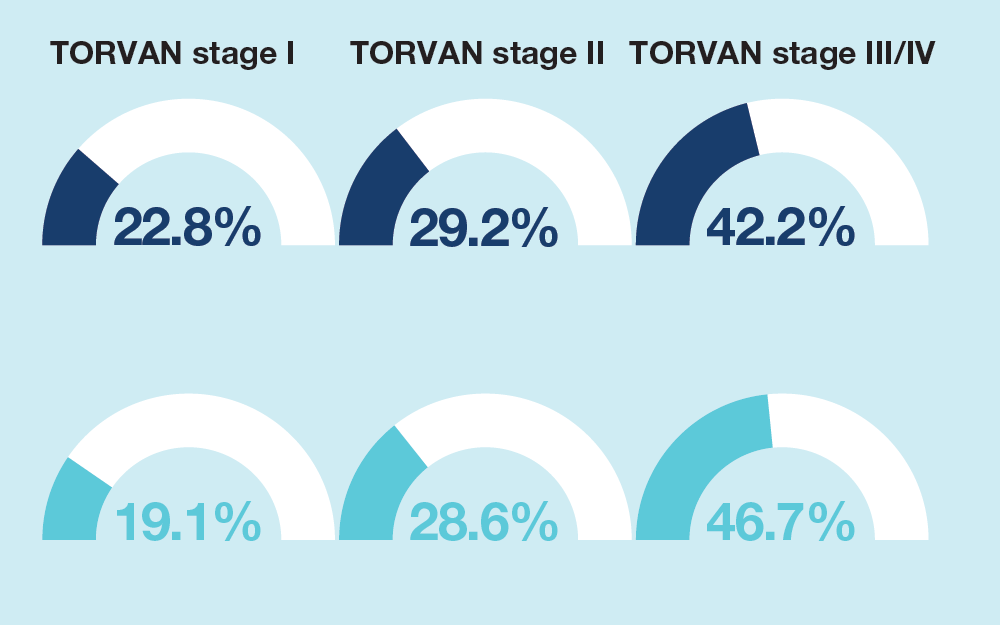 TORVAN stage I TORVAN stage II TORVAN stage III/IV
22.8% 29.2% 42.2%
19.1% 28.6% 46.7%